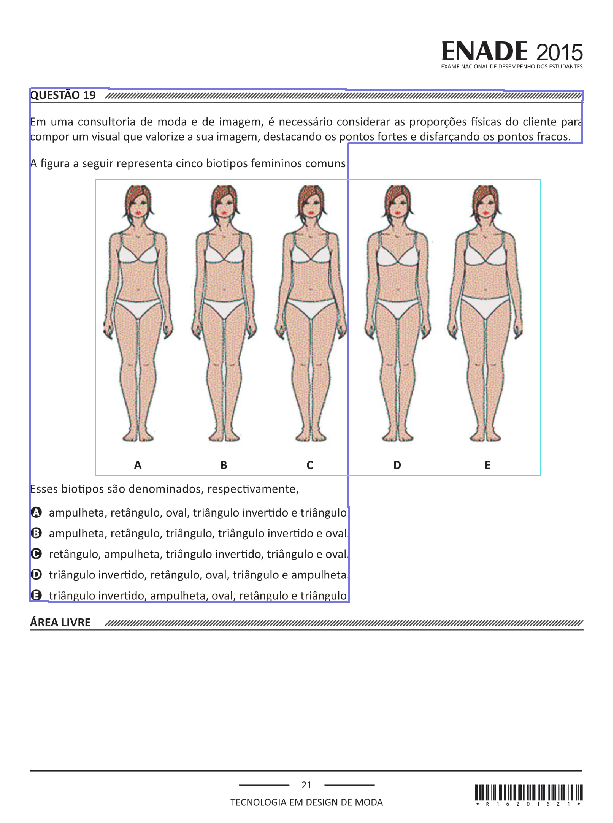 ENADE 2015
EXAME NACIONAL DE DESEMPENHO DOS ESTUDANTES
QUESTÃO 19
Em uma consultoria de moda e de imagem, é necessário considerar as proporções físicas do cliente para
compor um visual que valorize a sua imagem, destacando os pontos fortes e disfarçando os pontos fracos.
A figura a seguir representa cinco biotipos femininos comuns
A B C D E
Esses biotipos são denominados, respectivamente,
A ampulheta, retângulo, oval, triângulo invertido e triângulo
B ampulheta, retângulo, triângulo, triângulo invertido e oval.
C retângulo, ampulheta, triângulo invertido, triângulo e oval.
D triângulo invertido, retângulo, oval, triângulo e ampulheta
E triângulo invertido, ampulheta, oval, retângulo e triângulo
ÁREA LIVRE
21
TECNOLOGIA EM DESIGN DE MODA
*R16201521*